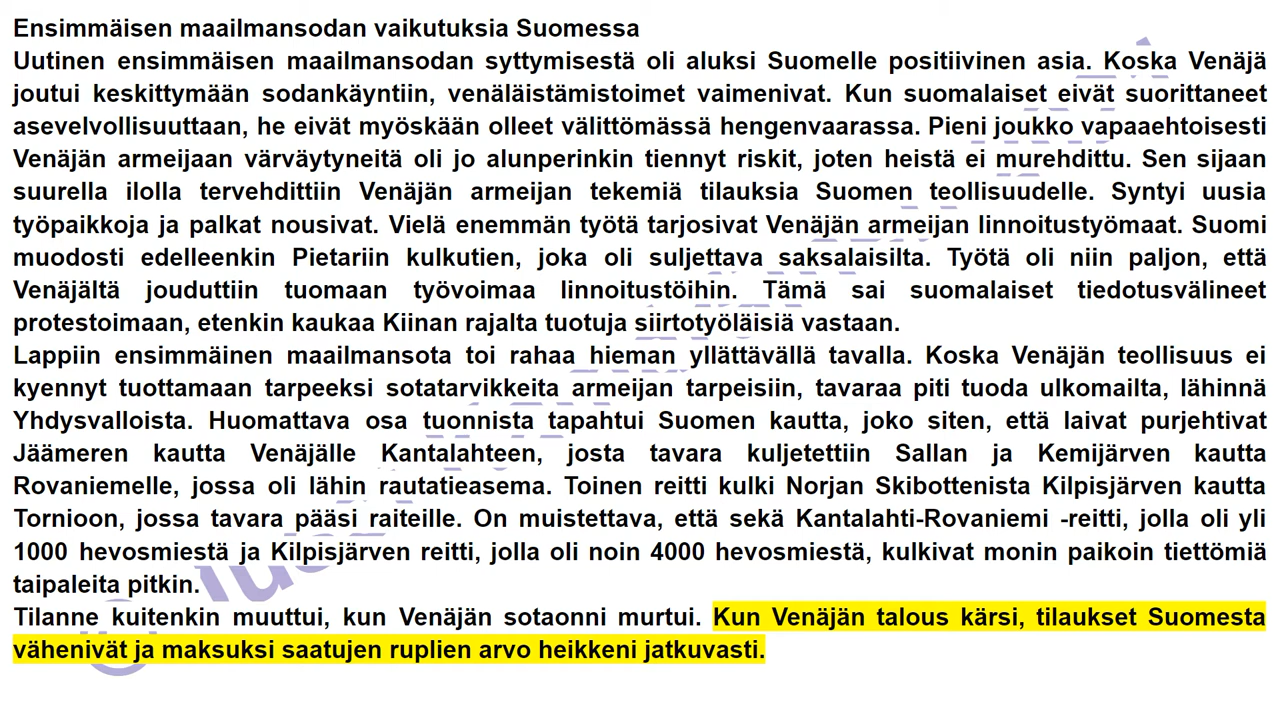 Ensimmäisen maailmansodan vaikutuksia Suomessa
Uutinen ensimmäisen maailmansodan syttymisestä oli aluksi Suomelle positiivinen asia. Koska Venäjä
joutui keskittymään sodankäyntiin, venäläistämistoimet vaimenivat. Kun suomalaiset eivät suorittaneet
asevelvollisuuttaan, he eivät myöskään olleet välittömässä hengenvaarassa. Pieni joukko vapaaehtoisesti
Venäjän armeijaan värväytyneitä oli jo alunperinkin tiennyt riskit, joten heistä ei murehdittu. Sen sijaan
suurella ilolla tervehdittiin Venäjän armeijan tekemiä tilauksia Suomen teollisuudelle. Syntyi uusia
työpaikkoja ja palkat nousivat. Vielä enemmän työtä tarjosivat Venäjän armeijan linnoitustyömaat. Suomi
muodosti edelleenkin Pietariin kulkutien, joka oli suljettava saksalaisilta. Työtä oli niin paljon, että
Venäjältä jouduttiin tuomaan työvoimaa linnoitustöihin. Tämä sai suomalaiset tiedotusvälineet
protestoimaan, etenkin kaukaa Kiinan rajalta tuotuja siirtotyöläisiä vastaan.
Lappiin ensimmäinen maailmansota toi rahaa hieman yllättävällä tavalla. Koska Venäjän teollisuus ei
kyennyt tuottamaan tarpeeksi sotatarvikkeita armeijan tarpeisiin, tavaraa piti tuoda ulkomailta, lähinnä
Yhdysvalloista. Huomattava osa tuonnista tapahtui Suomen kautta, joko siten, että laivat purjehtivat
Jäämeren kautta Venäjälle Kantalahteen, josta tavara kuljetettiin Sallan ja Kemijärven kautta
Rovaniemelle, jossa oli lähin rautatieasema. Toinen reitti kulki Norjan Skibottenista Kilpisjärven kautta
Tornioon, jossa tavara pääsi raiteille. On muistettava, että sekä Kantalahti-Rovaniemi -reitti, jolla oli yli
1000 hevosmiestä ja Kilpisjärven reitti, jolla oli noin 4000 hevosmiestä, kulkivat monin paikoin tiettömiä
taipaleita pitkin.
Tilanne kuitenkin muuttui, kun Venäjän sotaonni murtui. Kun Venäjän talous kärsi, tilaukset Suomesta
vähenivät ja maksuksi saatujen ruplien arvo heikkeni jatkuvasti.